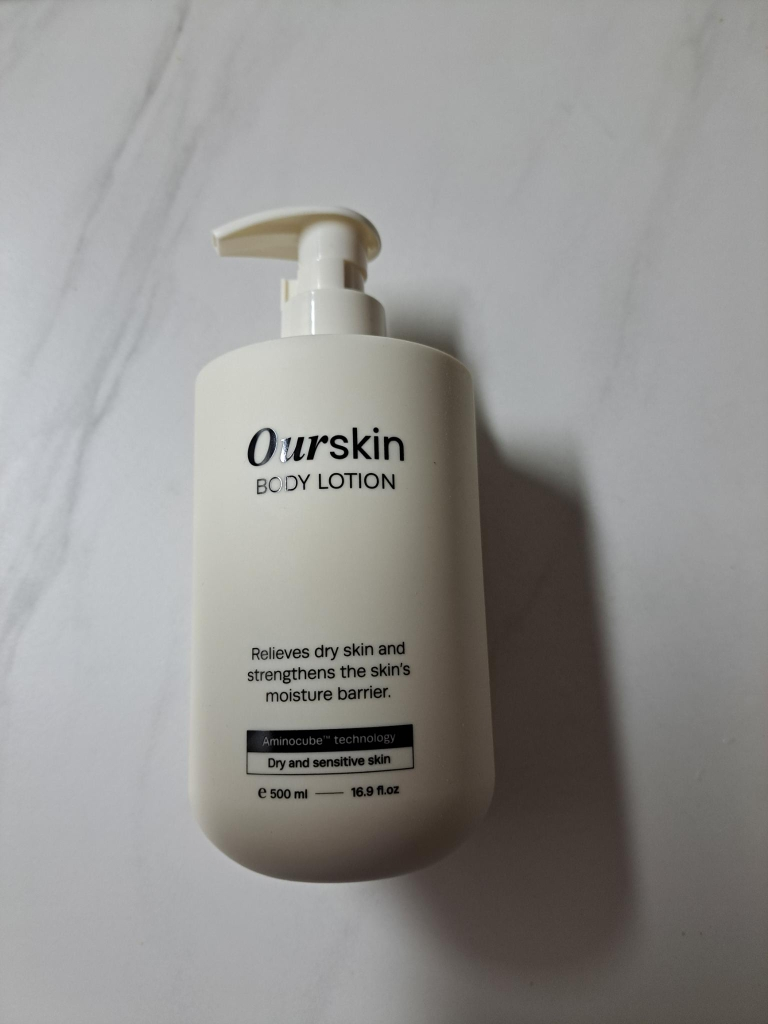 Ourskin
BODY LOTION
Relieves dry skin and
strengthens the skin's
moisture barrier.
Aminocube™ technology
Dry and sensitive skin
℮ 500 ml — 16.9 fl.oz